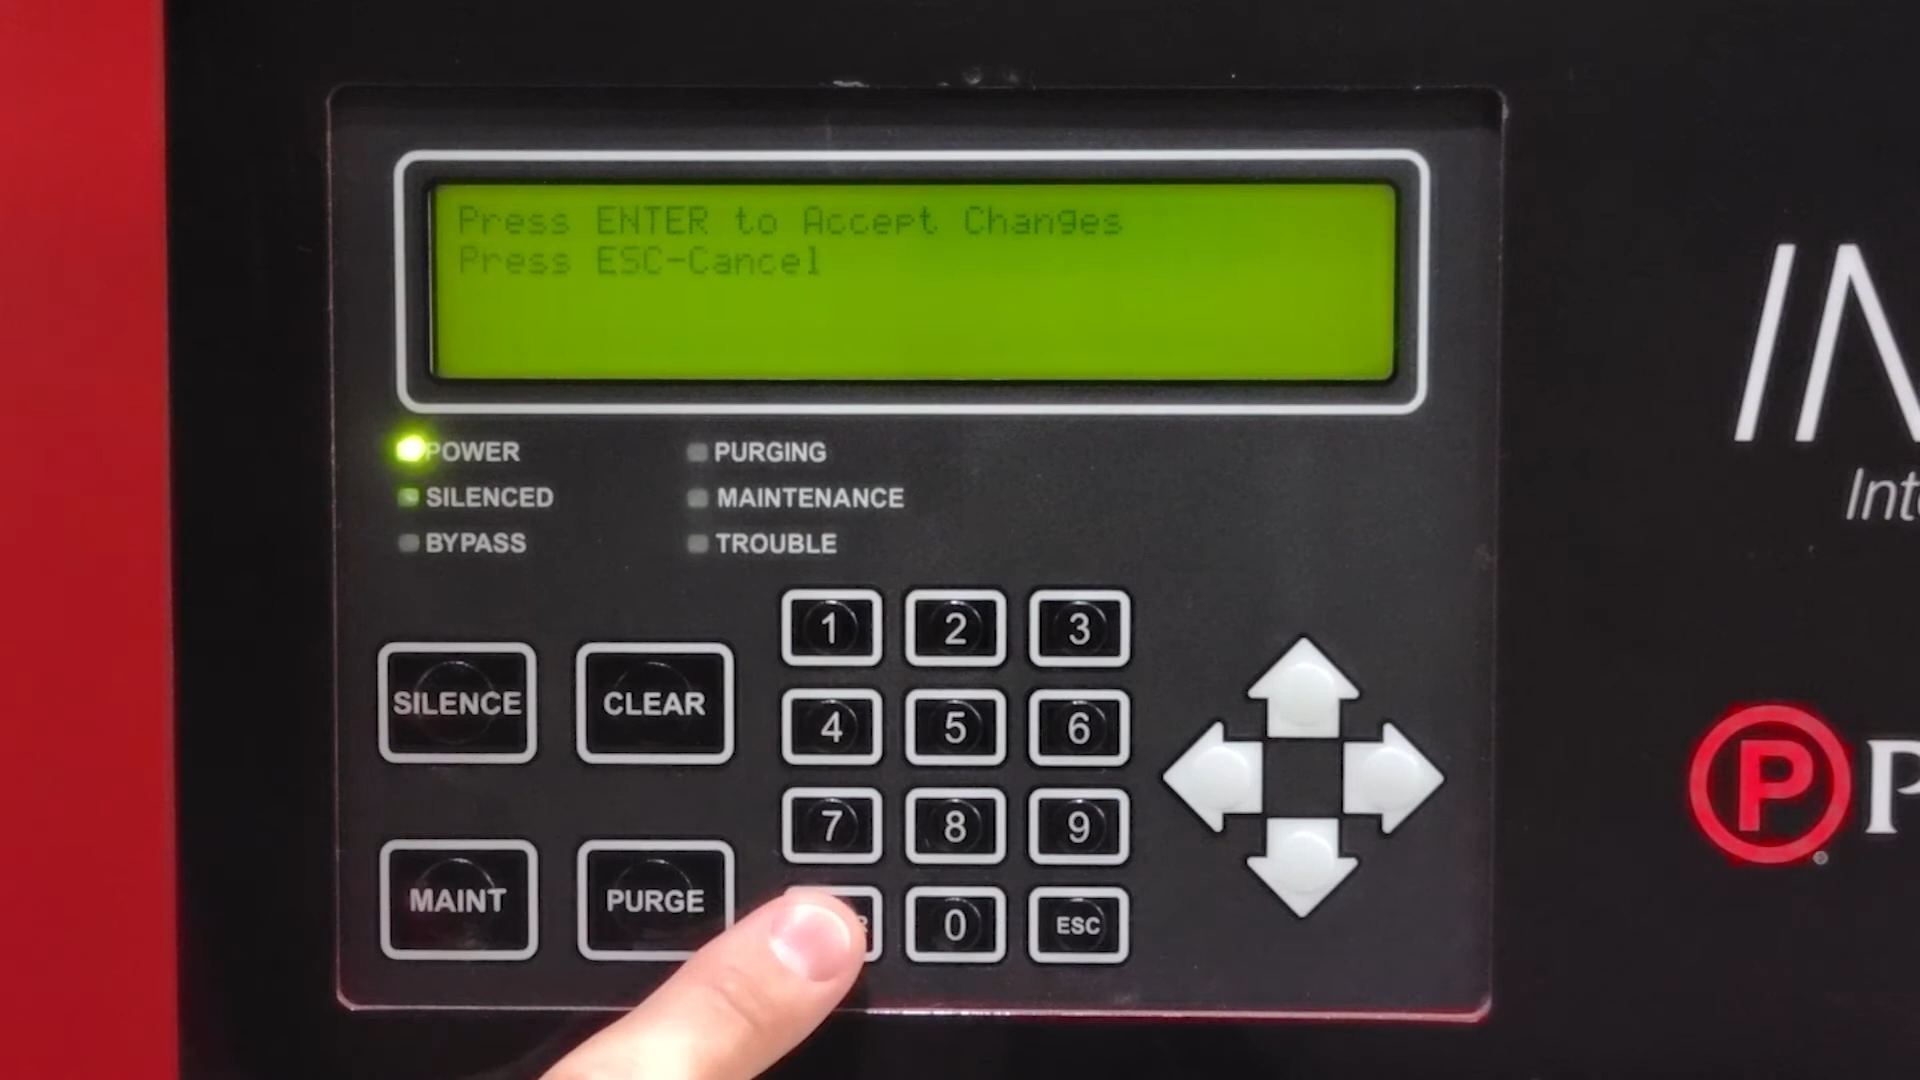 Press ENTER to Accept Changes
Press ESC-Cancel
POWER
PURGING
SILENCED
MAINTENANCE
BYPASS
TROUBLE
1 2 3
SILENCE CLEAR
4 5 6
7 8 9
MAINT PURGE
0 ESC
P